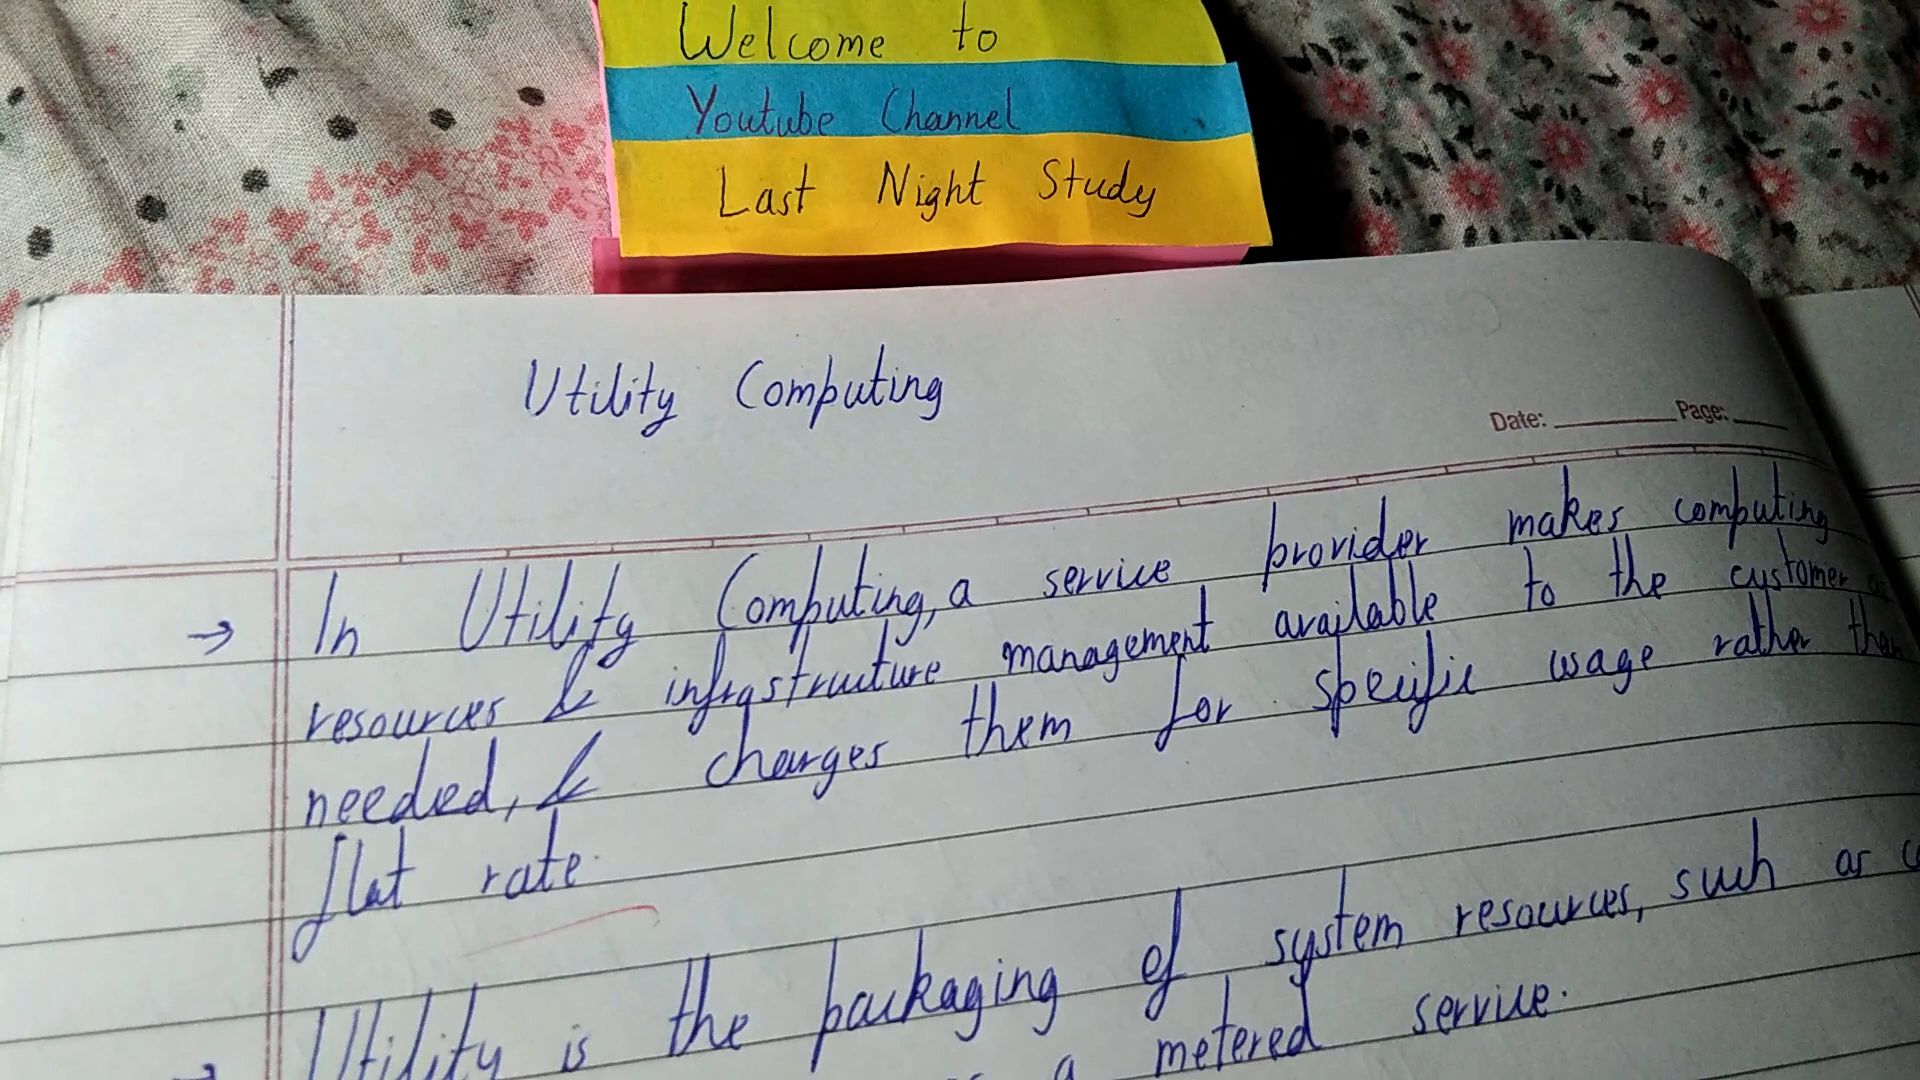 Welcome to
Youtube Channel
Last Night Study
Utility Computing
Date: Page:
→ In Utility Computing, a service provider makes computing
resources & infrastructure management available to the customer as
needed, & charges them for specific usage rather than
flat rate.
Utility is the packaging of system resources, such as
a metered service.